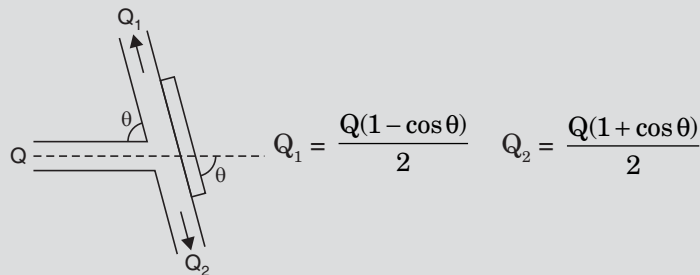 Q₁
θ
Q
θ
Q₂
Q₁ = Q(1 − cos θ) / 2
Q₂ = Q(1 + cos θ) / 2